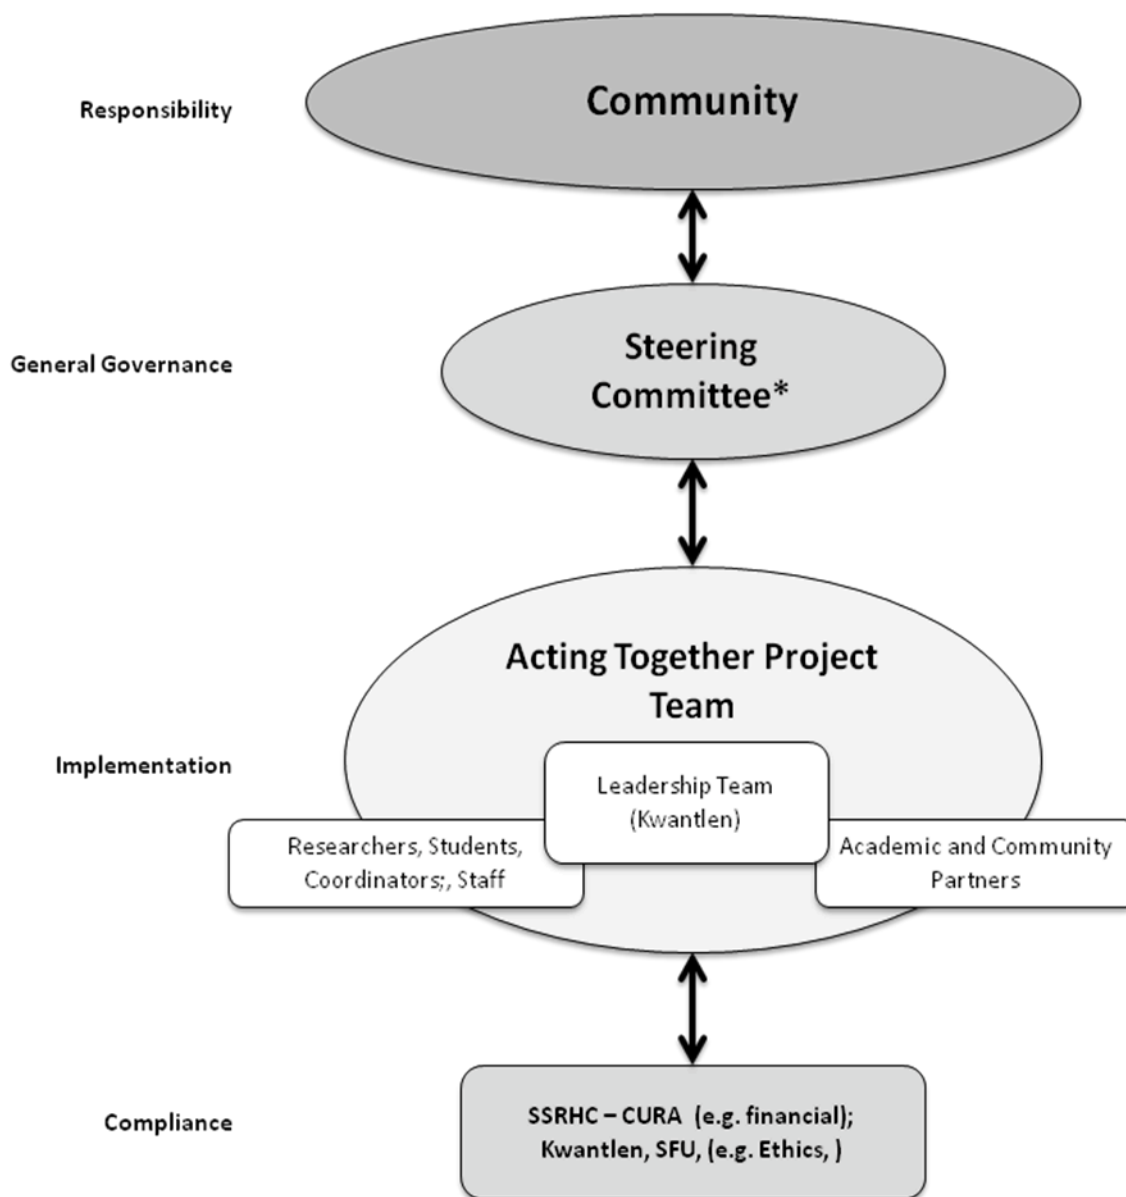 Responsibility
Community
General Governance
Steering
Committee*
Acting Together Project
Team
Implementation
Leadership Team
(Kwantlen)
Researchers, Students,
Coordinators;, Staff
Academic and Community
Partners
Compliance
SSRHC – CURA (e.g. financial);
Kwantlen, SFU, (e.g. Ethics, )